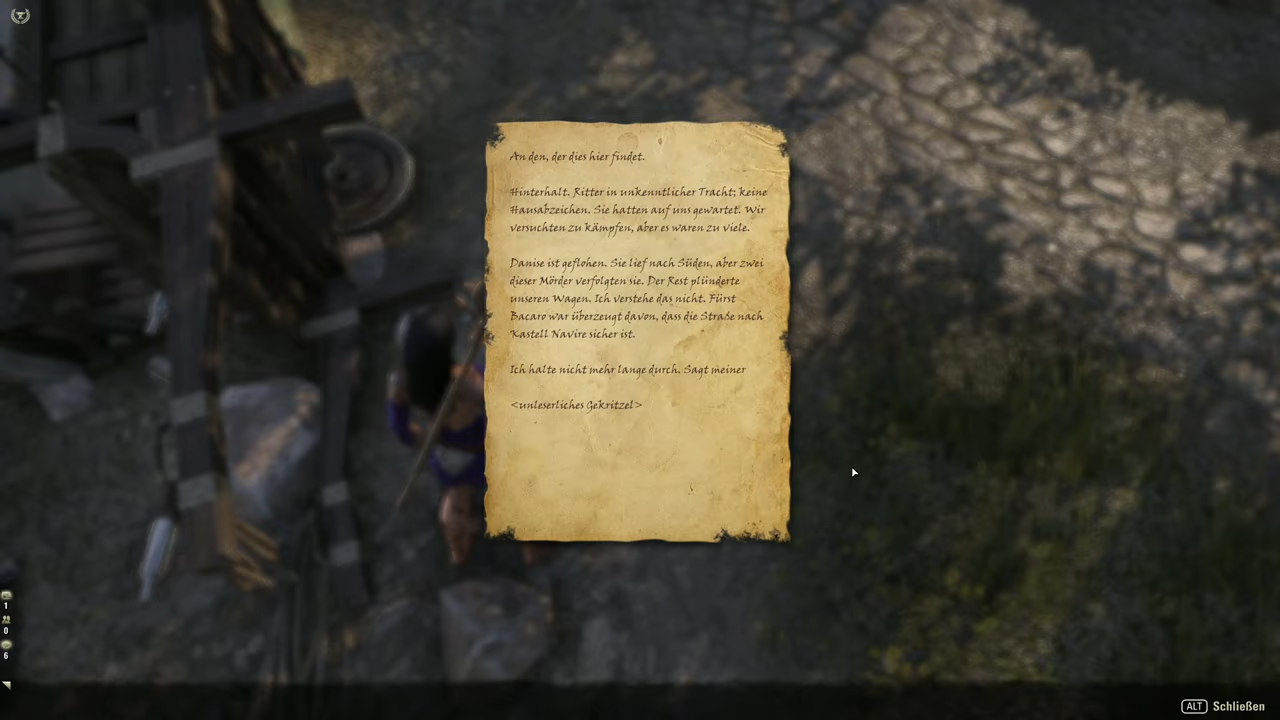 An den, der dies hier findet.
Hinterhalt. Ritter in unkenntlicher Tracht; keine
Hausabzeichen. Sie hatten auf uns gewartet. Wir
versuchten zu kämpfen, aber es waren zu viele.
Danise ist geflohen. Sie lief nach Süden, aber zwei
dieser Mörder verfolgten sie. Der Rest plünderte
unseren Wagen. Ich verstehe das nicht. Fürst
Bacaro war überzeugt davon, dass die Straße nach
Kastell Navire sicher ist.
Ich halte nicht mehr lange durch. Sagt meiner
<unleserliches Gekritzel>
1
0
6
ALT Schließen